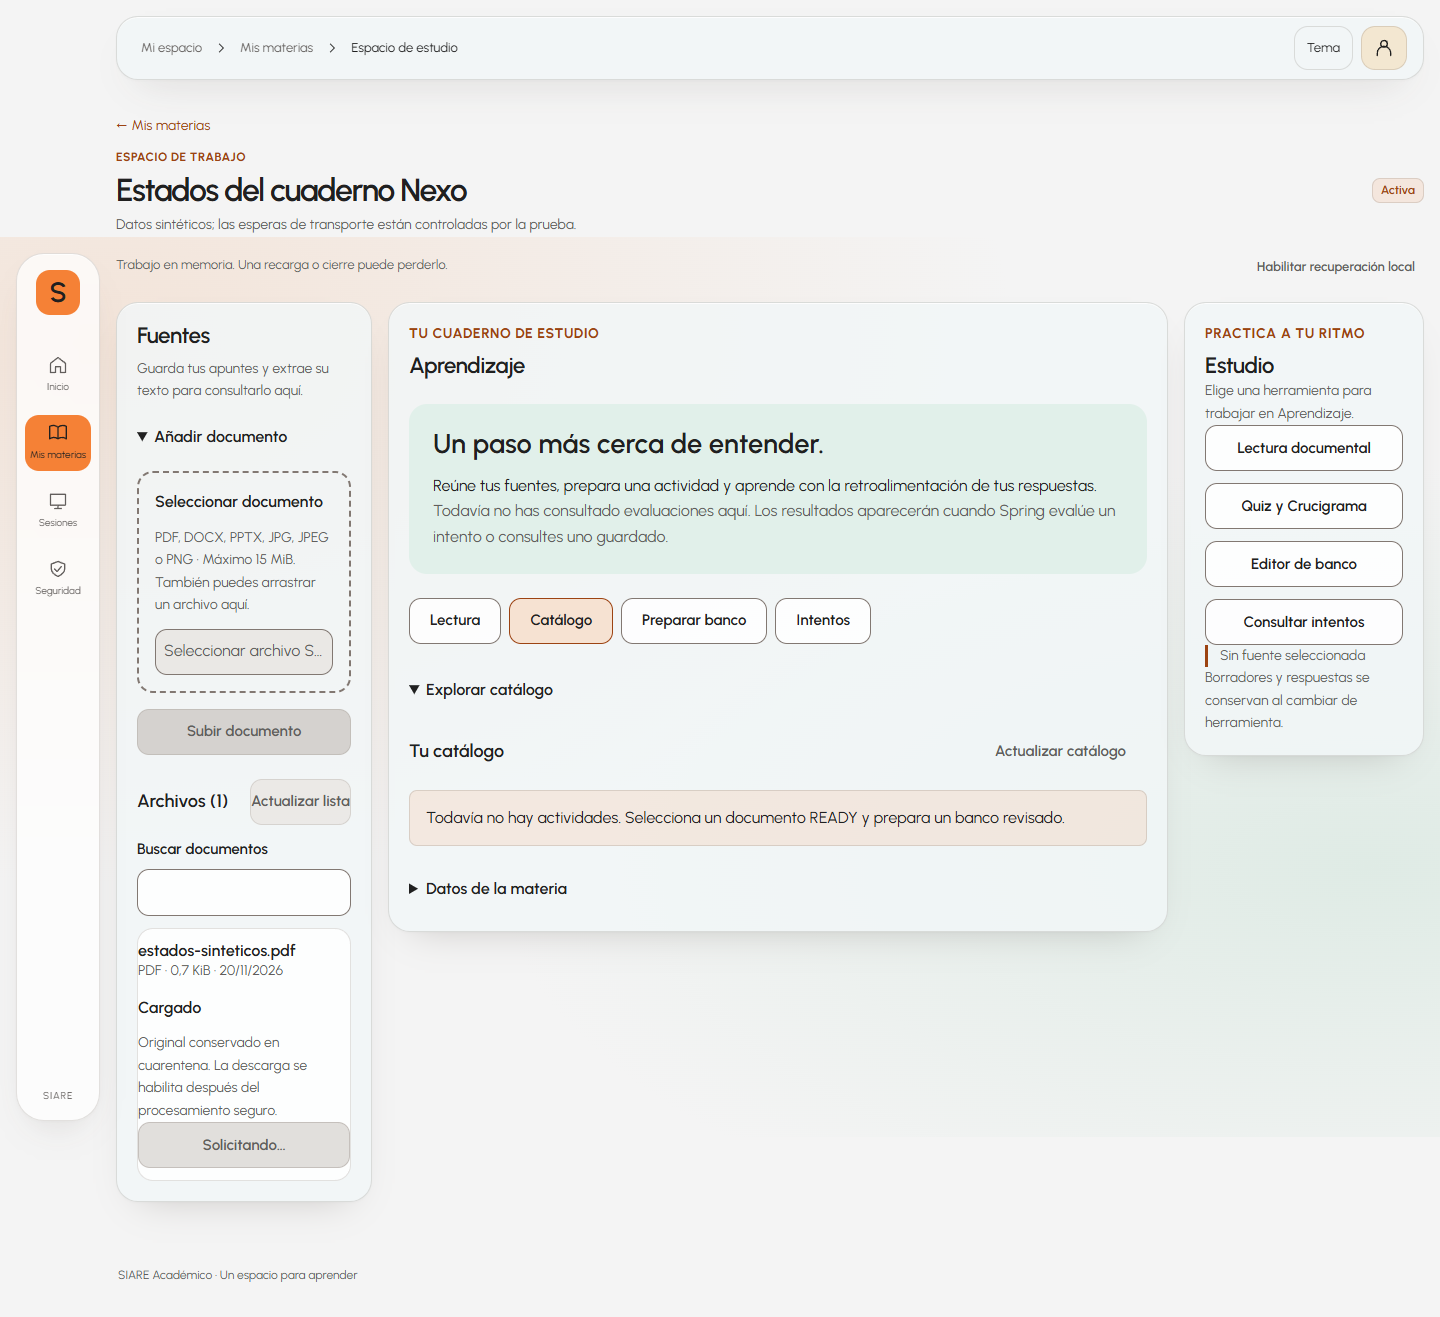 Mi espacio > Mis materias > Espacio de estudio
Tema
← Mis materias
ESPACIO DE TRABAJO
Estados del cuaderno Nexo
Activa
Datos sintéticos; las esperas de transporte están controladas por la prueba.
Trabajo en memoria. Una recarga o cierre puede perderlo.
Habilitar recuperación local
S
Inicio
Mis materias
Sesiones
Seguridad
SIARE
Fuentes
Guarda tus apuntes y extrae su
texto para consultarlo aquí.
▼ Añadir documento
Seleccionar documento
PDF, DOCX, PPTX, JPG, JPEG
o PNG · Máximo 15 MiB.
También puedes arrastrar
un archivo aquí.
Seleccionar archivo S...
Subir documento
Archivos (1)
Actualizar lista
Buscar documentos
estados-sinteticos.pdf
PDF · 0,7 KiB · 20/11/2026
Cargado
Original conservado en
cuarentena. La descarga se
habilita después del
procesamiento seguro.
Solicitando...
TU CUADERNO DE ESTUDIO
Aprendizaje
Un paso más cerca de entender.
Reúne tus fuentes, prepara una actividad y aprende con la retroalimentación de tus respuestas.
Todavía no has consultado evaluaciones aquí. Los resultados aparecerán cuando Spring evalúe un
intento o consultes uno guardado.
Lectura
Catálogo
Preparar banco
Intentos
▼ Explorar catálogo
Tu catálogo
Actualizar catálogo
Todavía no hay actividades. Selecciona un documento READY y prepara un banco revisado.
▶ Datos de la materia
PRACTICA A TU RITMO
Estudio
Elige una herramienta para
trabajar en Aprendizaje.
Lectura documental
Quiz y Crucigrama
Editor de banco
Consultar intentos
Sin fuente seleccionada
Borradores y respuestas se
conservan al cambiar de
herramienta.
SIARE Académico · Un espacio para aprender